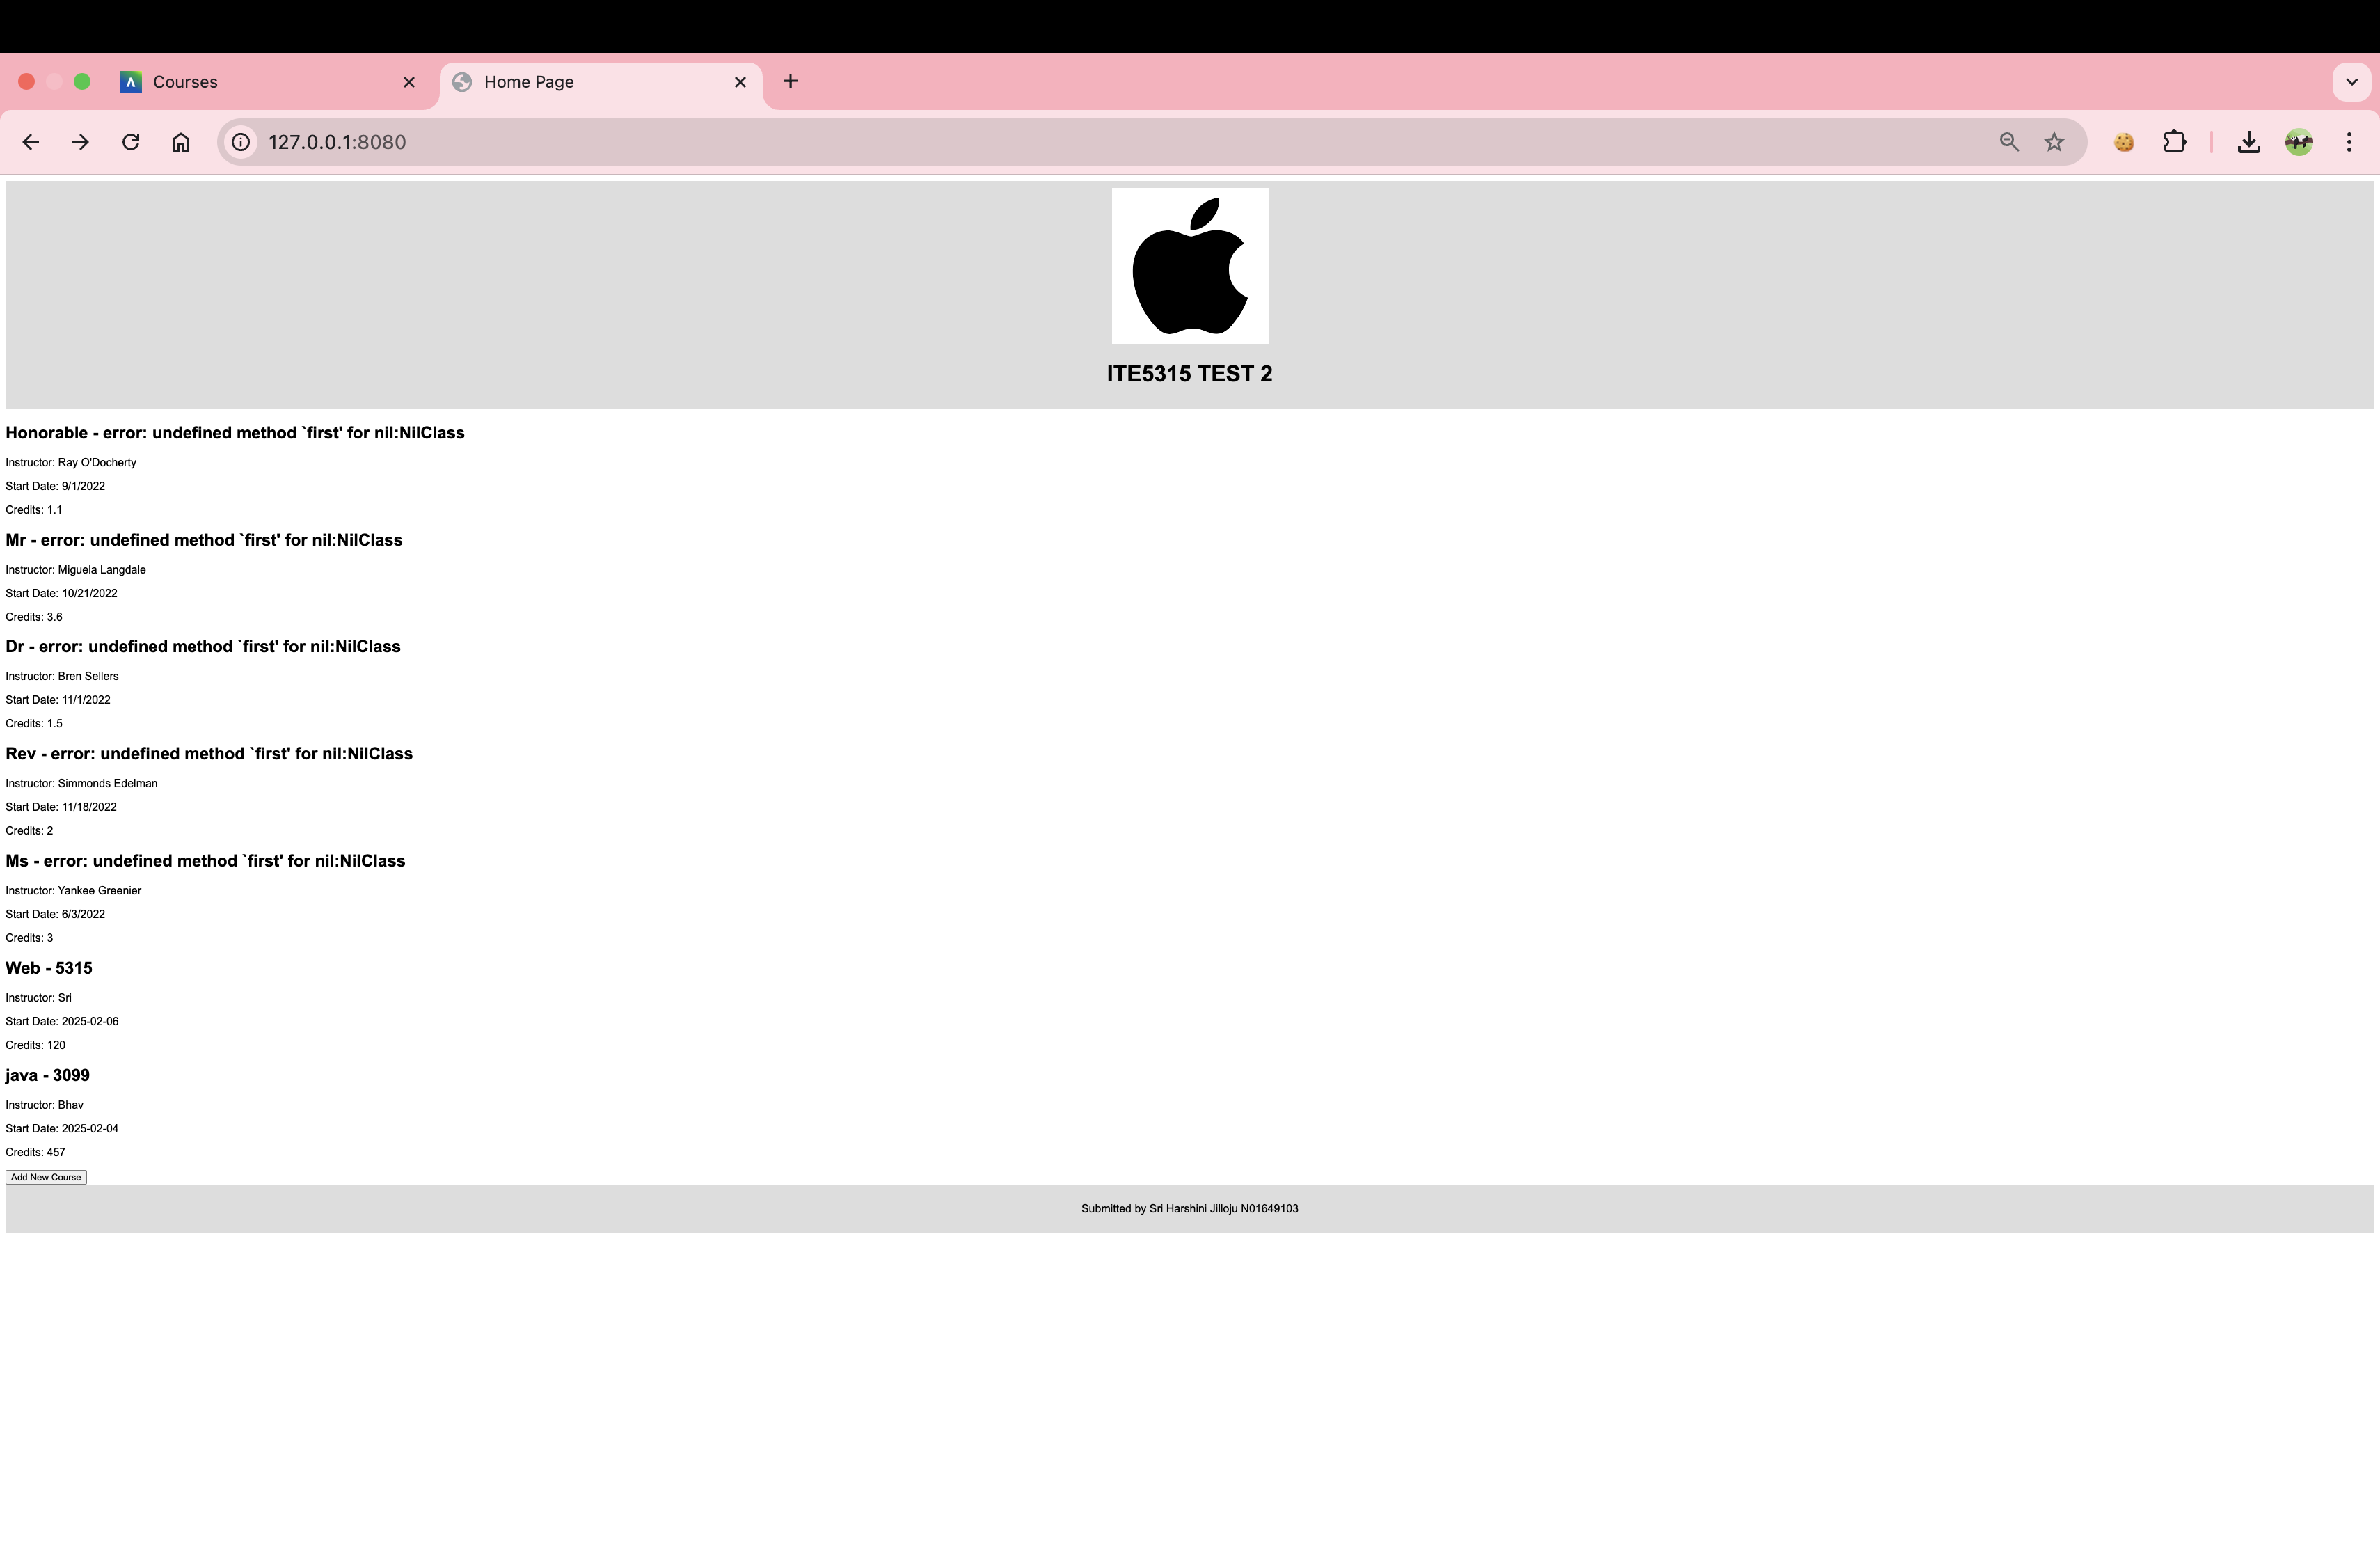 Courses
Home Page
127.0.0.1:8080
ITE5315 TEST 2
Honorable - error: undefined method `first' for nil:NilClass
Instructor: Ray O'Docherty
Start Date: 9/1/2022
Credits: 1.1
Mr - error: undefined method `first' for nil:NilClass
Instructor: Miguela Langdale
Start Date: 10/21/2022
Credits: 3.6
Dr - error: undefined method `first' for nil:NilClass
Instructor: Bren Sellers
Start Date: 11/1/2022
Credits: 1.5
Rev - error: undefined method `first' for nil:NilClass
Instructor: Simmonds Edelman
Start Date: 11/18/2022
Credits: 2
Ms - error: undefined method `first' for nil:NilClass
Instructor: Yankee Greenier
Start Date: 6/3/2022
Credits: 3
Web - 5315
Instructor: Sri
Start Date: 2025-02-06
Credits: 120
java - 3099
Instructor: Bhav
Start Date: 2025-02-04
Credits: 457
Add New Course
Submitted by Sri Harshini Jilloju N01649103